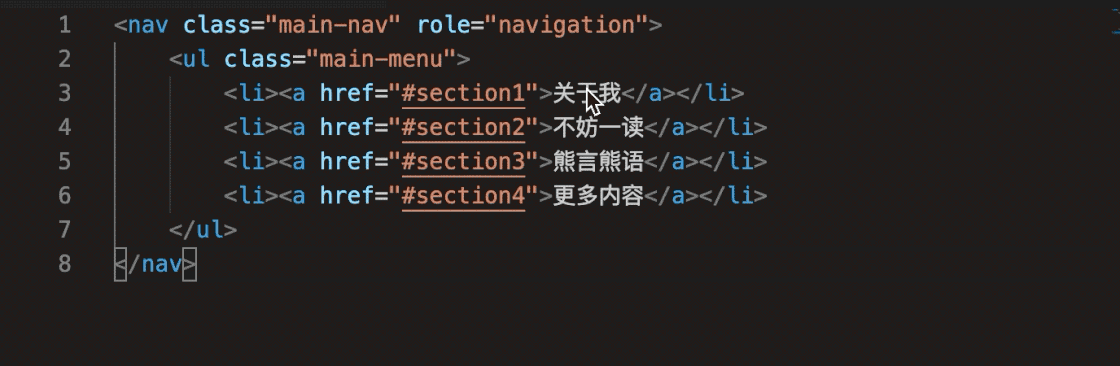 1 <nav class="main-nav" role="navigation">
2 <ul class="main-menu">
3 <li><a href="#section1">关于我</a></li>
4 <li><a href="#section2">不妨一读</a></li>
5 <li><a href="#section3">熊言熊语</a></li>
6 <li><a href="#section4">更多内容</a></li>
7 </ul>
8 </nav>